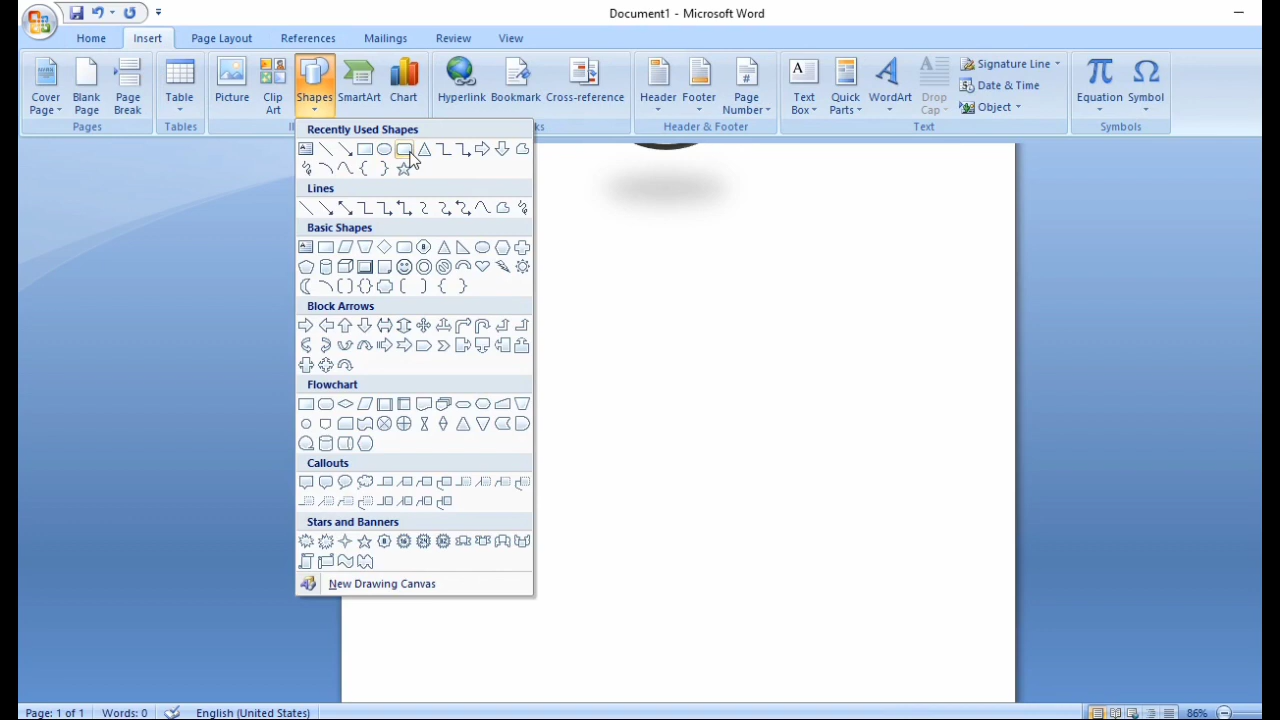 Document1 - Microsoft Word
Home Insert Page Layout References Mailings Review View
Cover Page
Blank Page
Page Break
Table
Picture
Clip Art
Shapes
SmartArt
Chart
Hyperlink
Bookmark
Cross-reference
Header
Footer
Page Number
Text Box
Quick Parts
WordArt
Drop Cap
Signature Line
Date & Time
Object
Equation
Symbol
Pages Tables Header & Footer Text Symbols
Recently Used Shapes
Lines
Basic Shapes
Block Arrows
Flowchart
Callouts
Stars and Banners
New Drawing Canvas
Page: 1 of 1 Words: 0 English (United States) 86%